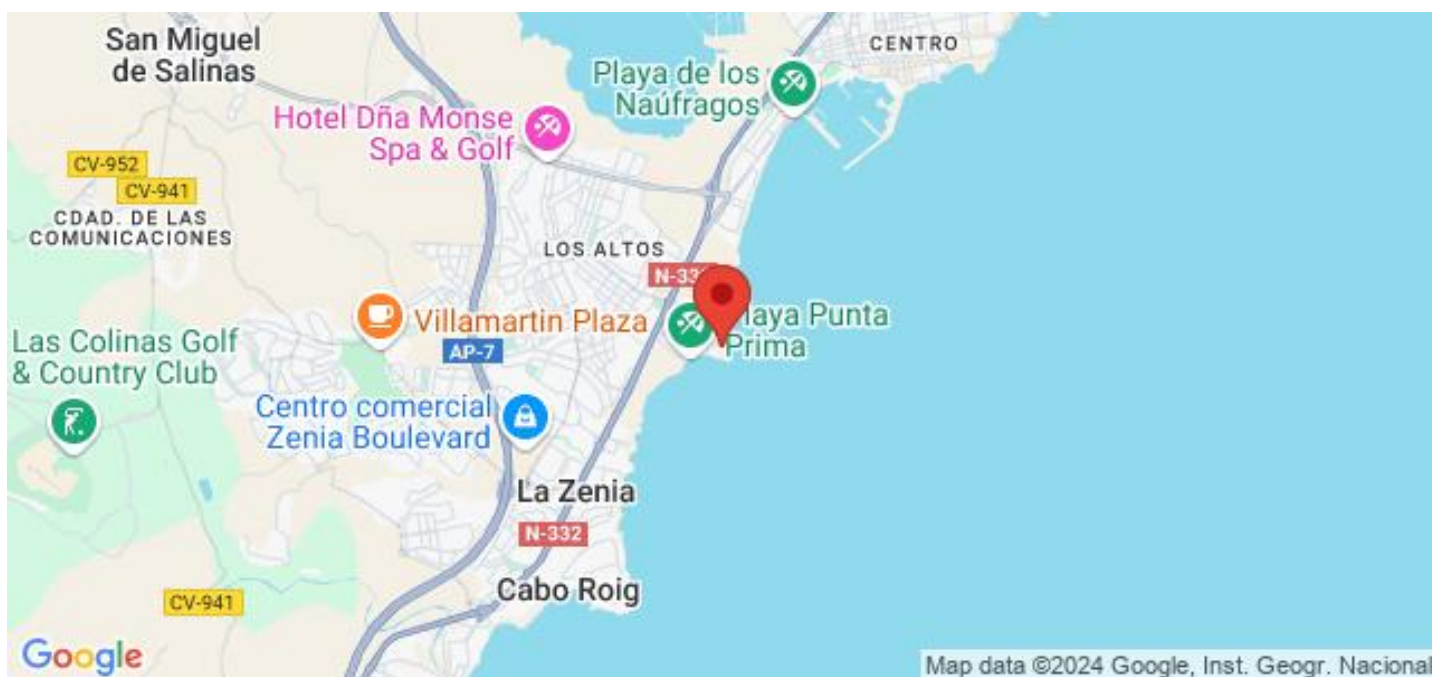 San Miguel
de Salinas
CENTRO
Playa de los
Naúfragos
Hotel Dña Monse
Spa & Golf
CV-952
CV-941
CDAD. DE LAS
COMUNICACIONES
LOS ALTOS
Villamartin Plaza
Playa Punta
Prima
AP-7
Las Colinas Golf
& Country Club
Centro comercial
Zenia Boulevard
La Zenia
N-332
Cabo Roig
CV-941
Google
Map data ©2024 Google, Inst. Geogr. Nacional